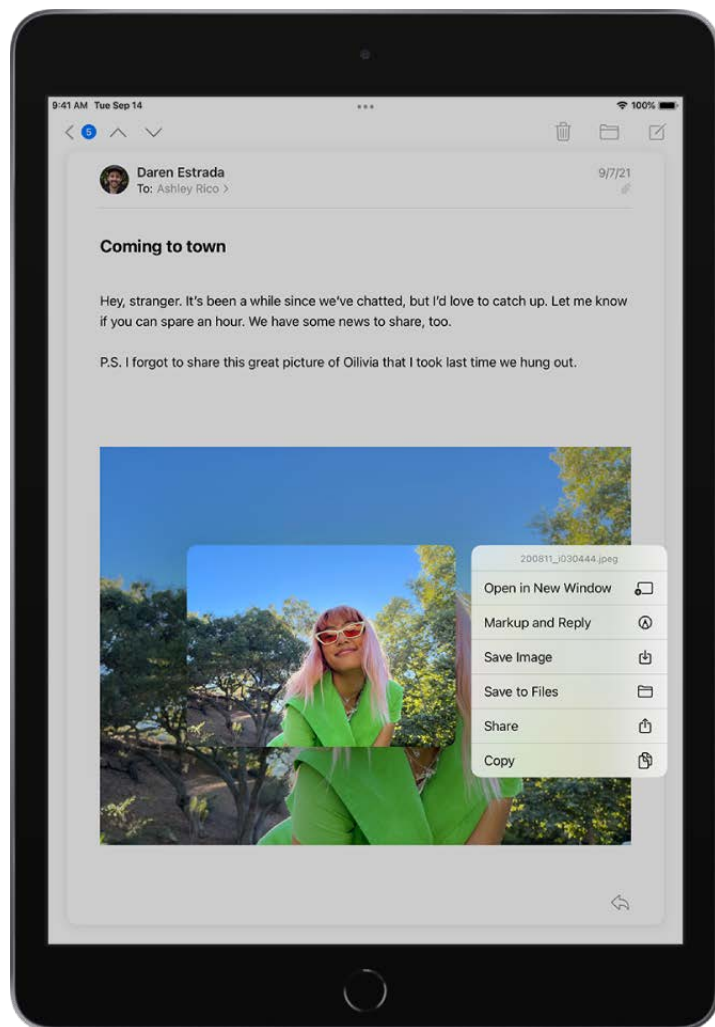 9:41 AM Tue Sep 14
100%
5
Daren Estrada
9/7/21
To: Ashley Rico >
Coming to town
Hey, stranger. It's been a while since we've chatted, but I'd love to catch up. Let me know
if you can spare an hour. We have some news to share, too.
P.S. I forgot to share this great picture of Oilivia that I took last time we hung out.
200811_i030444.jpeg
Open in New Window
Markup and Reply
Save Image
Save to Files
Share
Copy